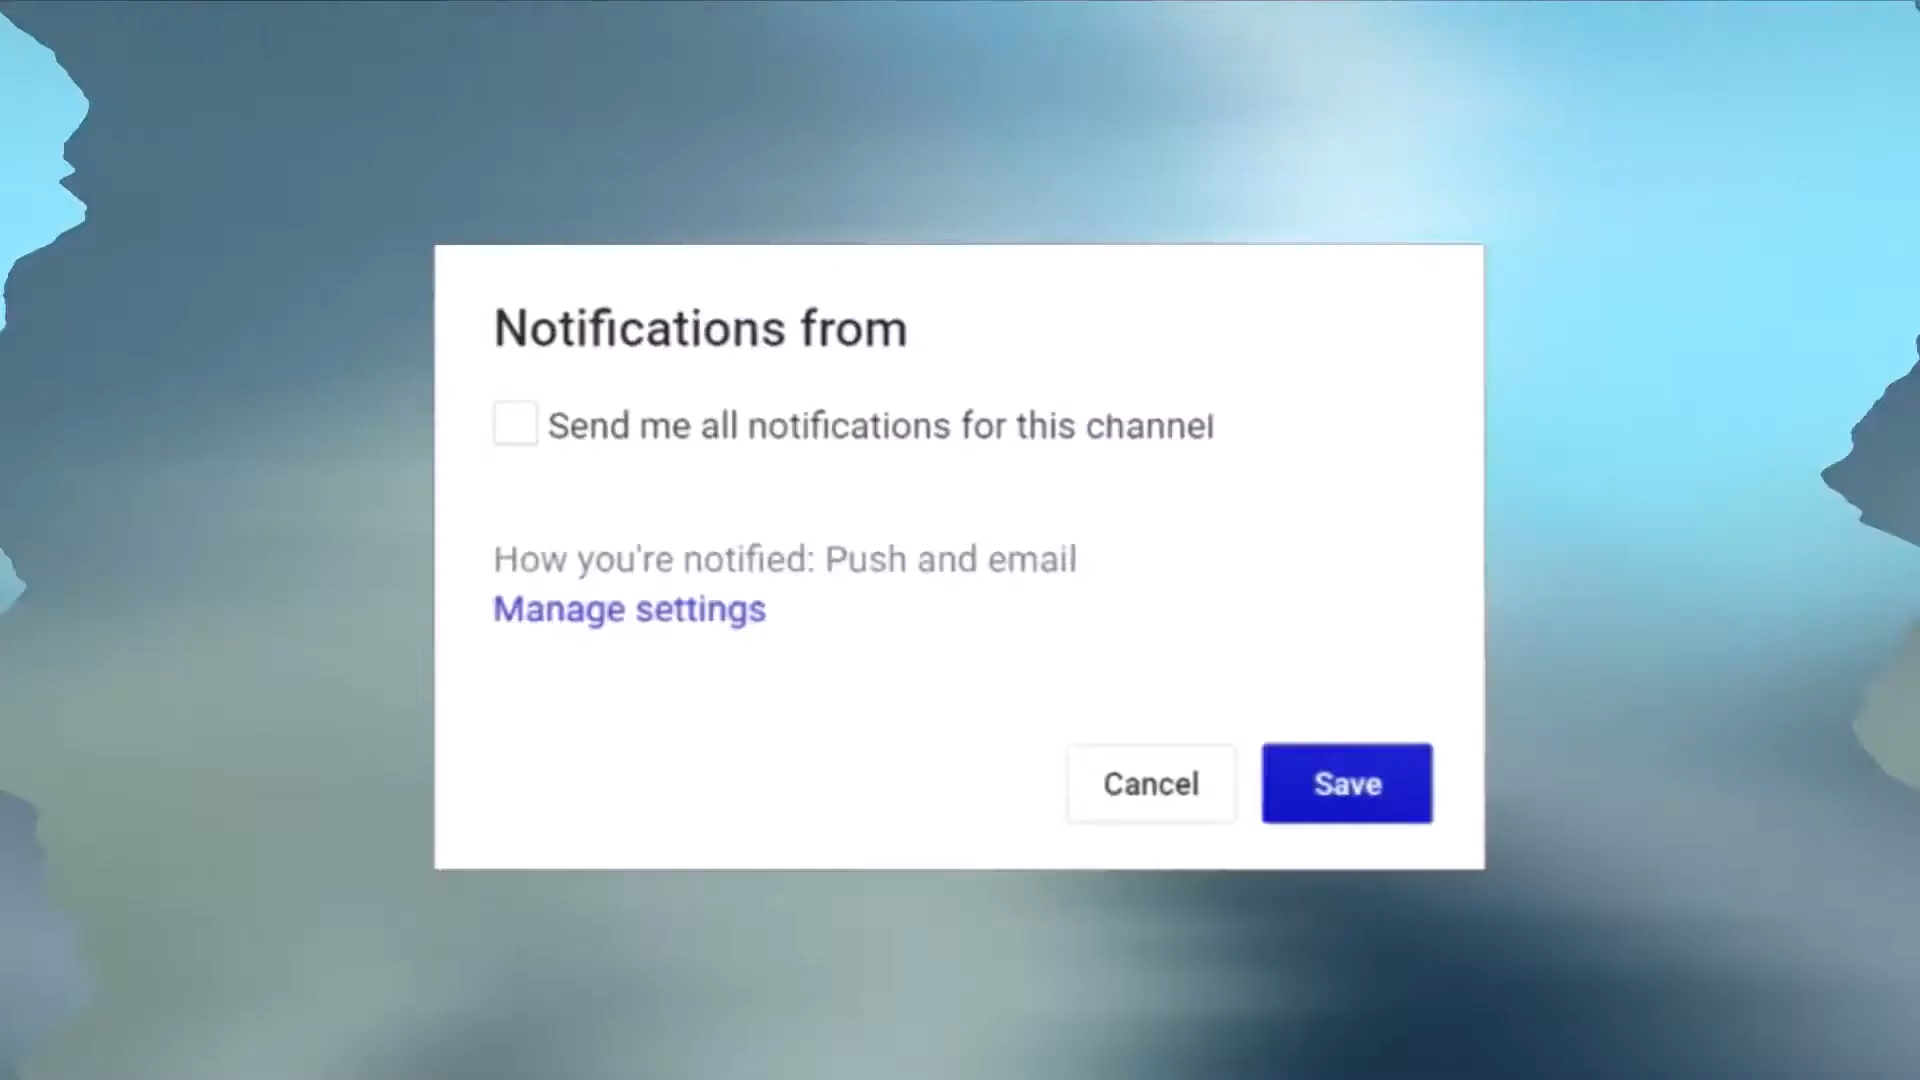 Notifications from
Send me all notifications for this channel
How you're notified: Push and email
Manage settings
Cancel
Save